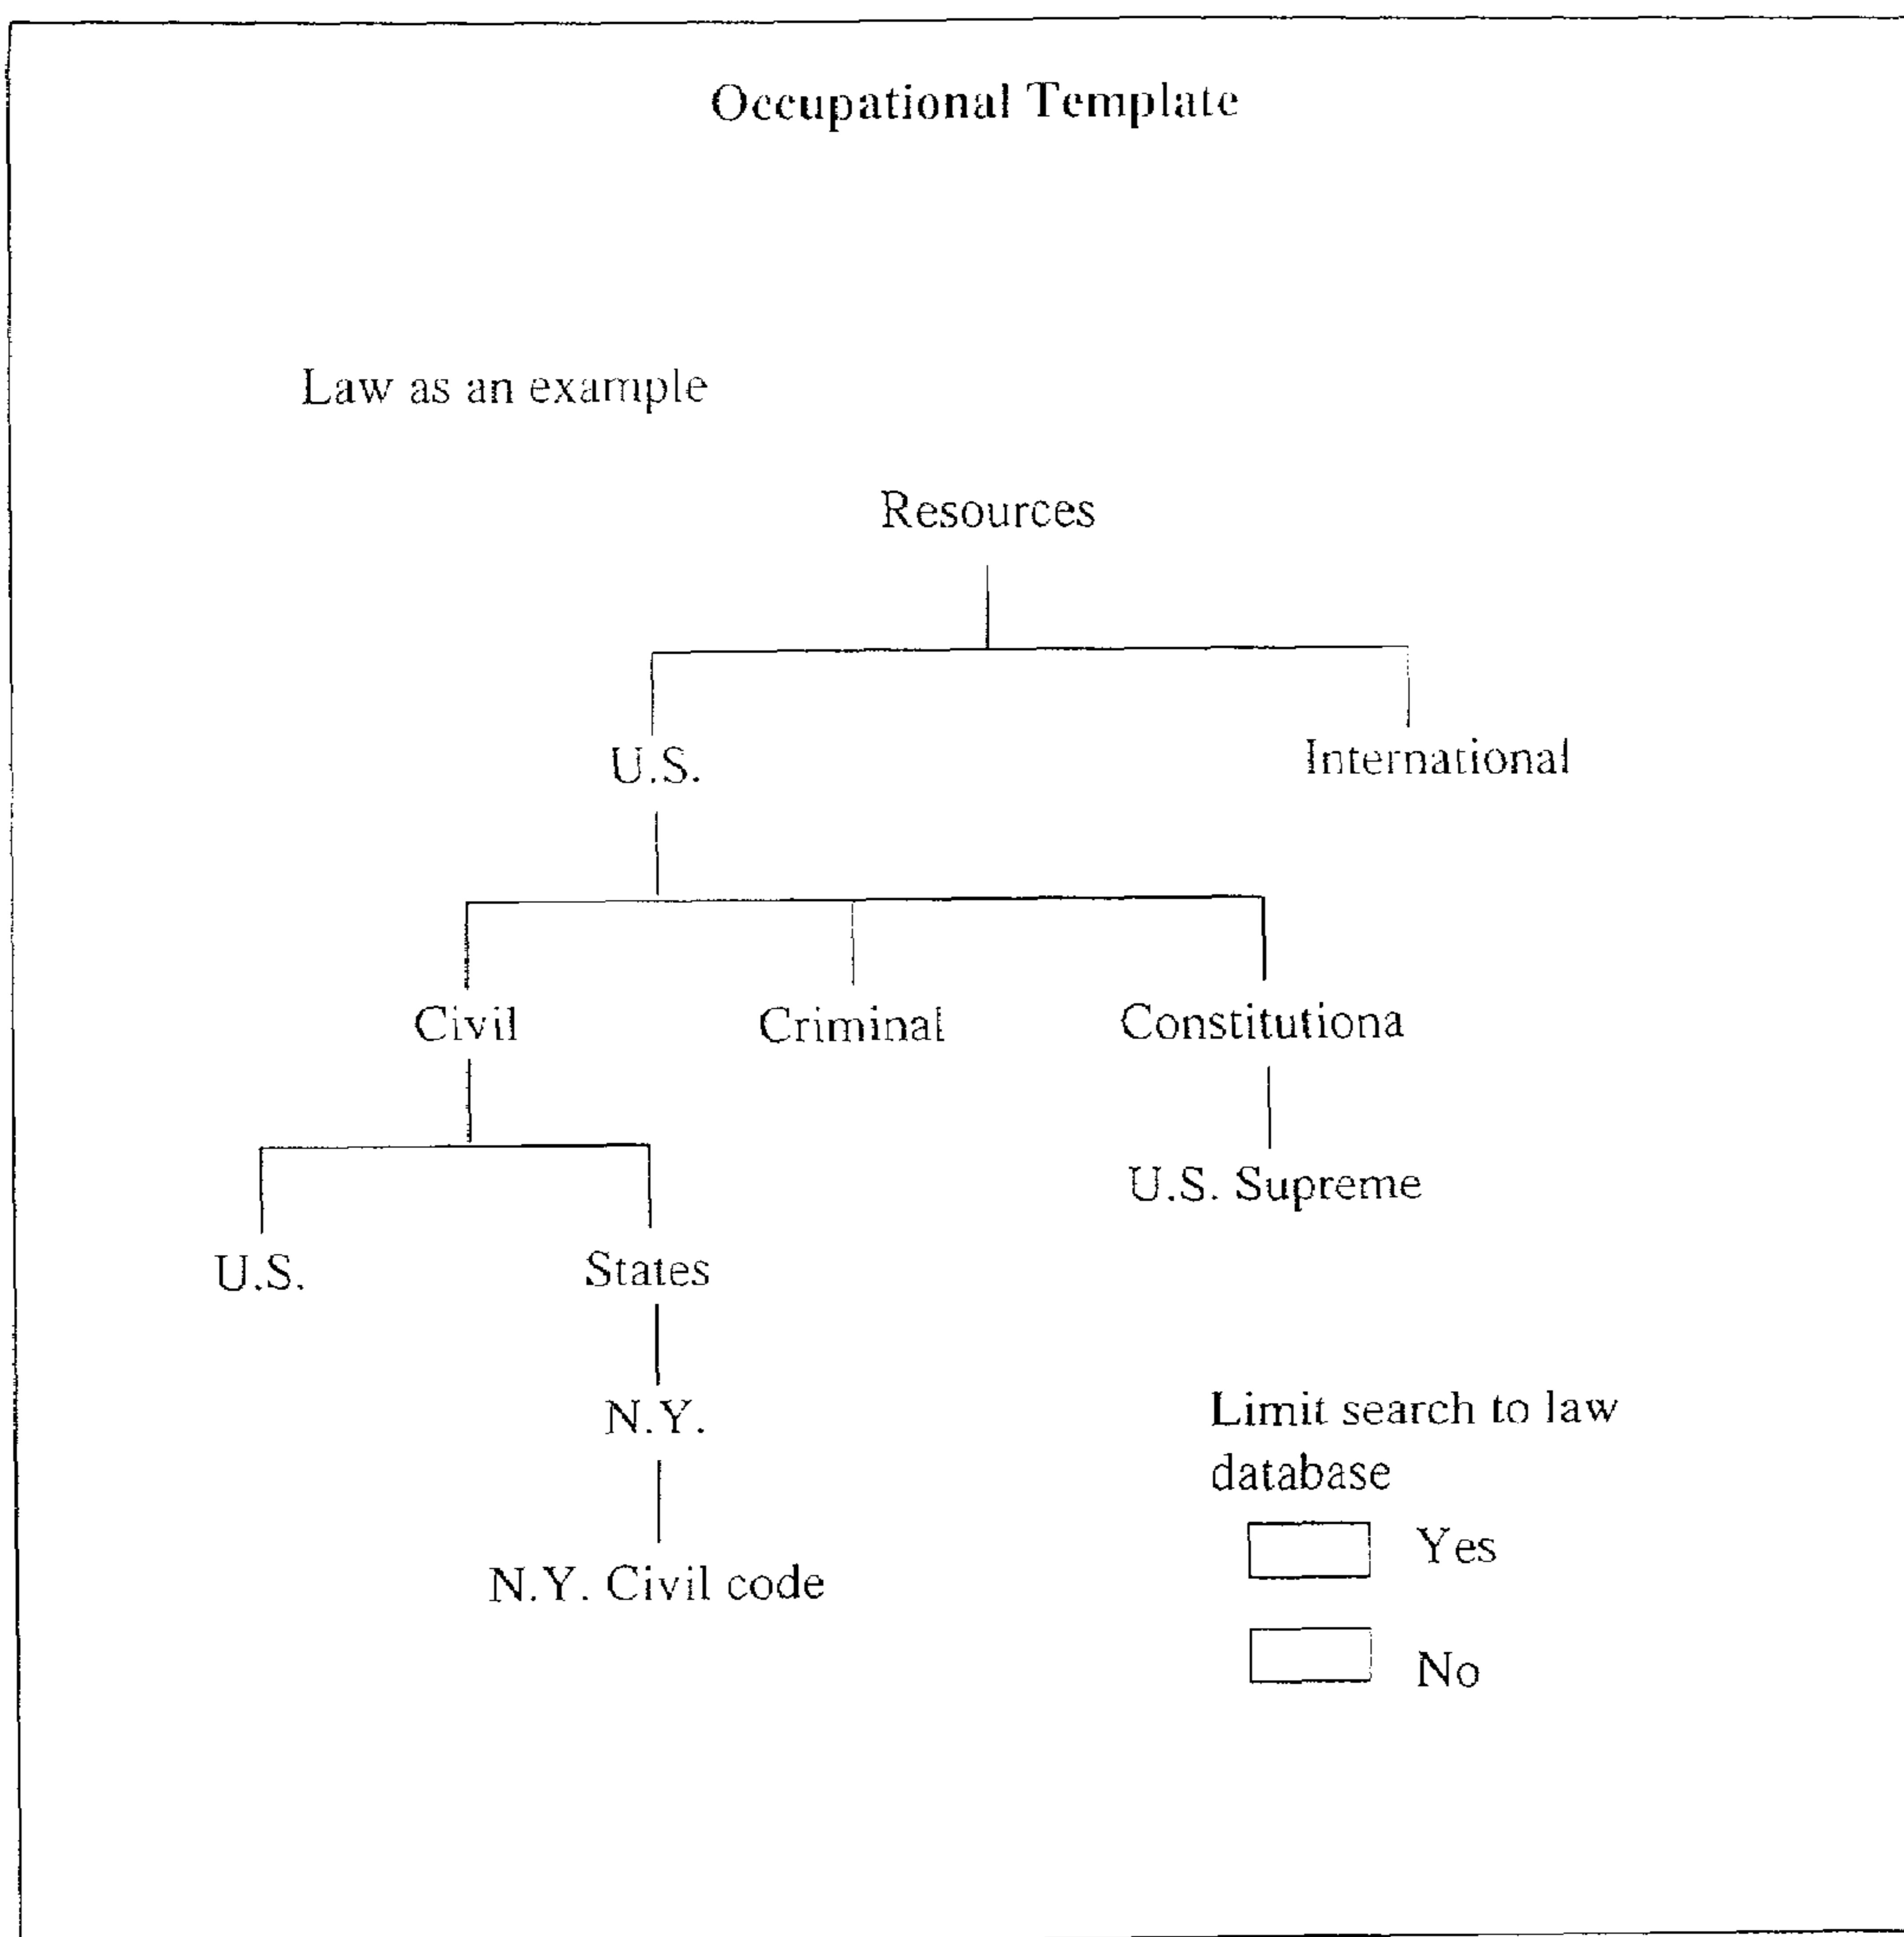 Occupational Template
Law as an example
Resources
U.S.
International
Civil
Criminal
Constitutiona
U.S. Supreme
U.S.
States
N.Y.
N.Y. Civil code
Limit search to law
database
Yes
No